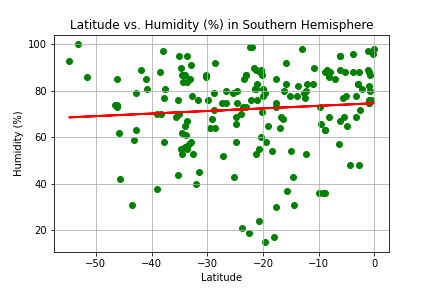 Latitude vs. Humidity (%) in Southern Hemisphere
100
80
60
40
20
Humidity (%)
−50 −40 −30 −20 −10 0
Latitude